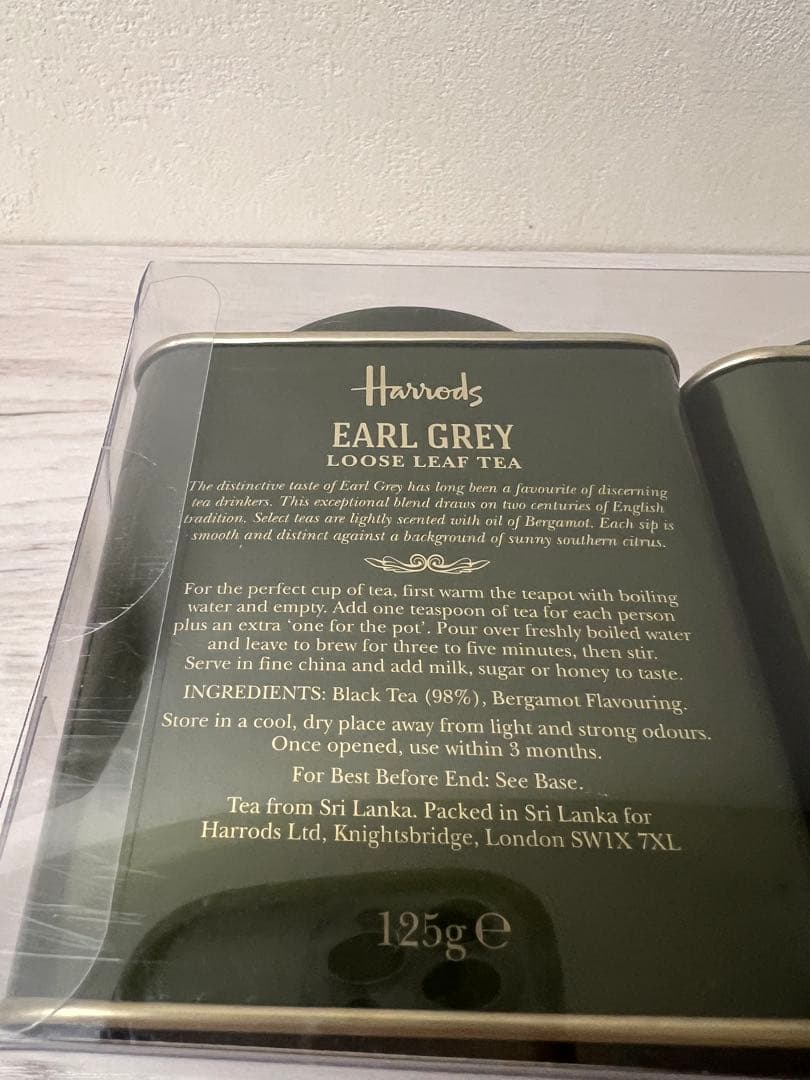 Harrods
EARL GREY
LOOSE LEAF TEA
The distinctive taste of Earl Grey has long been a favourite of discerning
tea drinkers. This exceptional blend draws on two centuries of English
tradition. Select teas are lightly scented with oil of Bergamot. Each sip is
smooth and distinct against a background of sunny southern citrus.
For the perfect cup of tea, first warm the teapot with boiling
water and empty. Add one teaspoon of tea for each person
plus an extra ‘one for the pot’. Pour over freshly boiled water
and leave to brew for three to five minutes, then stir.
Serve in fine china and add milk, sugar or honey to taste.
INGREDIENTS: Black Tea (98%), Bergamot Flavouring.
Store in a cool, dry place away from light and strong odours.
Once opened, use within 3 months.
For Best Before End: See Base.
Tea from Sri Lanka. Packed in Sri Lanka for
Harrods Ltd, Knightsbridge, London SW1X 7XL
125g ℮